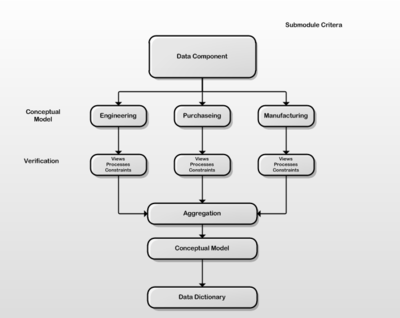 Submodule Critera
Data Component
Conceptual
Model
Engineering
Purchaseing
Manufacturing
Verification
Views
Processes
Constraints
Views
Processes
Constraints
Views
Processes
Constraints
Aggregation
Conceptual Model
Data Dictionary